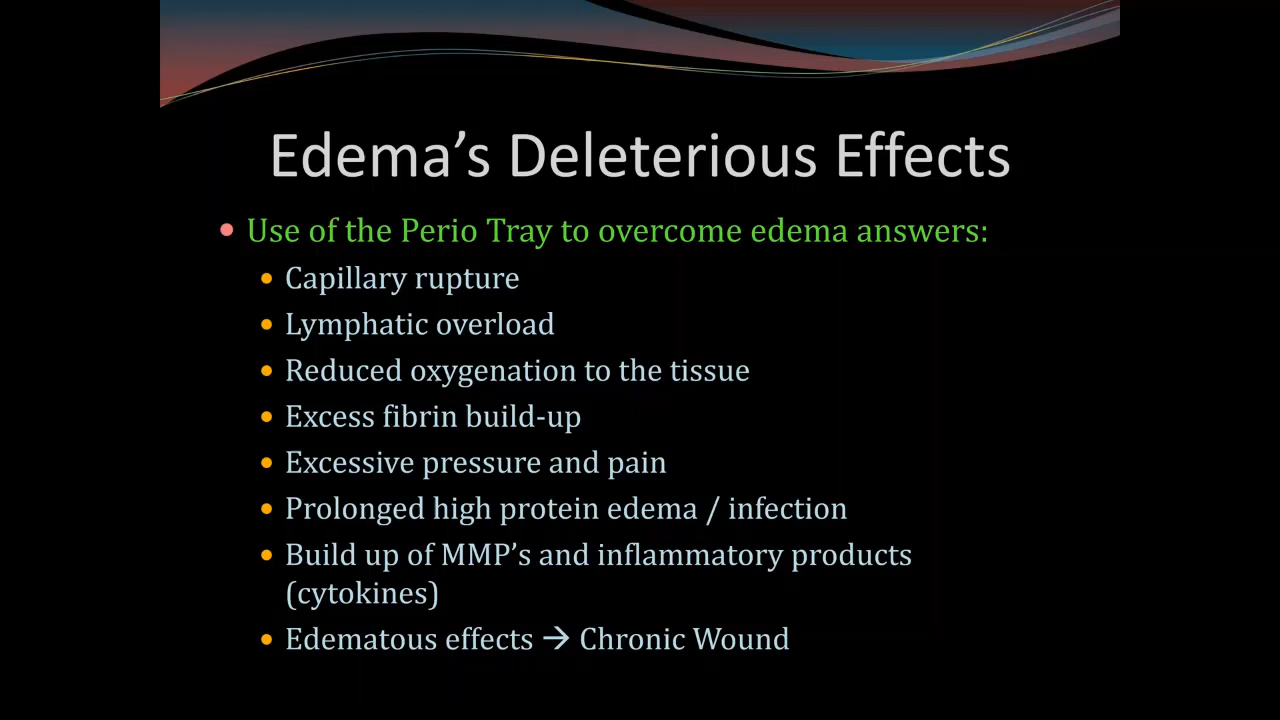 Edema’s Deleterious Effects
Use of the Perio Tray to overcome edema answers:
Capillary rupture
Lymphatic overload
Reduced oxygenation to the tissue
Excess fibrin build-up
Excessive pressure and pain
Prolonged high protein edema / infection
Build up of MMP’s and inflammatory products
(cytokines)
Edematous effects → Chronic Wound